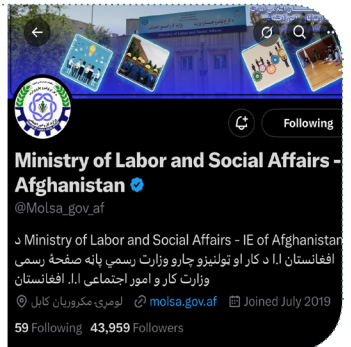 Following
Ministry of Labor and Social Affairs -
Afghanistan
@Molsa_gov_af
Ministry of Labor and Social Affairs - IE of Afghanistan د
افغانستان ا.ا د کار او ټولنیزو چارو وزارت رسمي پاڼه صفحهٔ رسمی
وزارت کار و امور اجتماعی ا.ا. افغانستان
لومړۍ مکروریان کابل molsa.gov.af Joined July 2019
59 Following 43,959 Followers